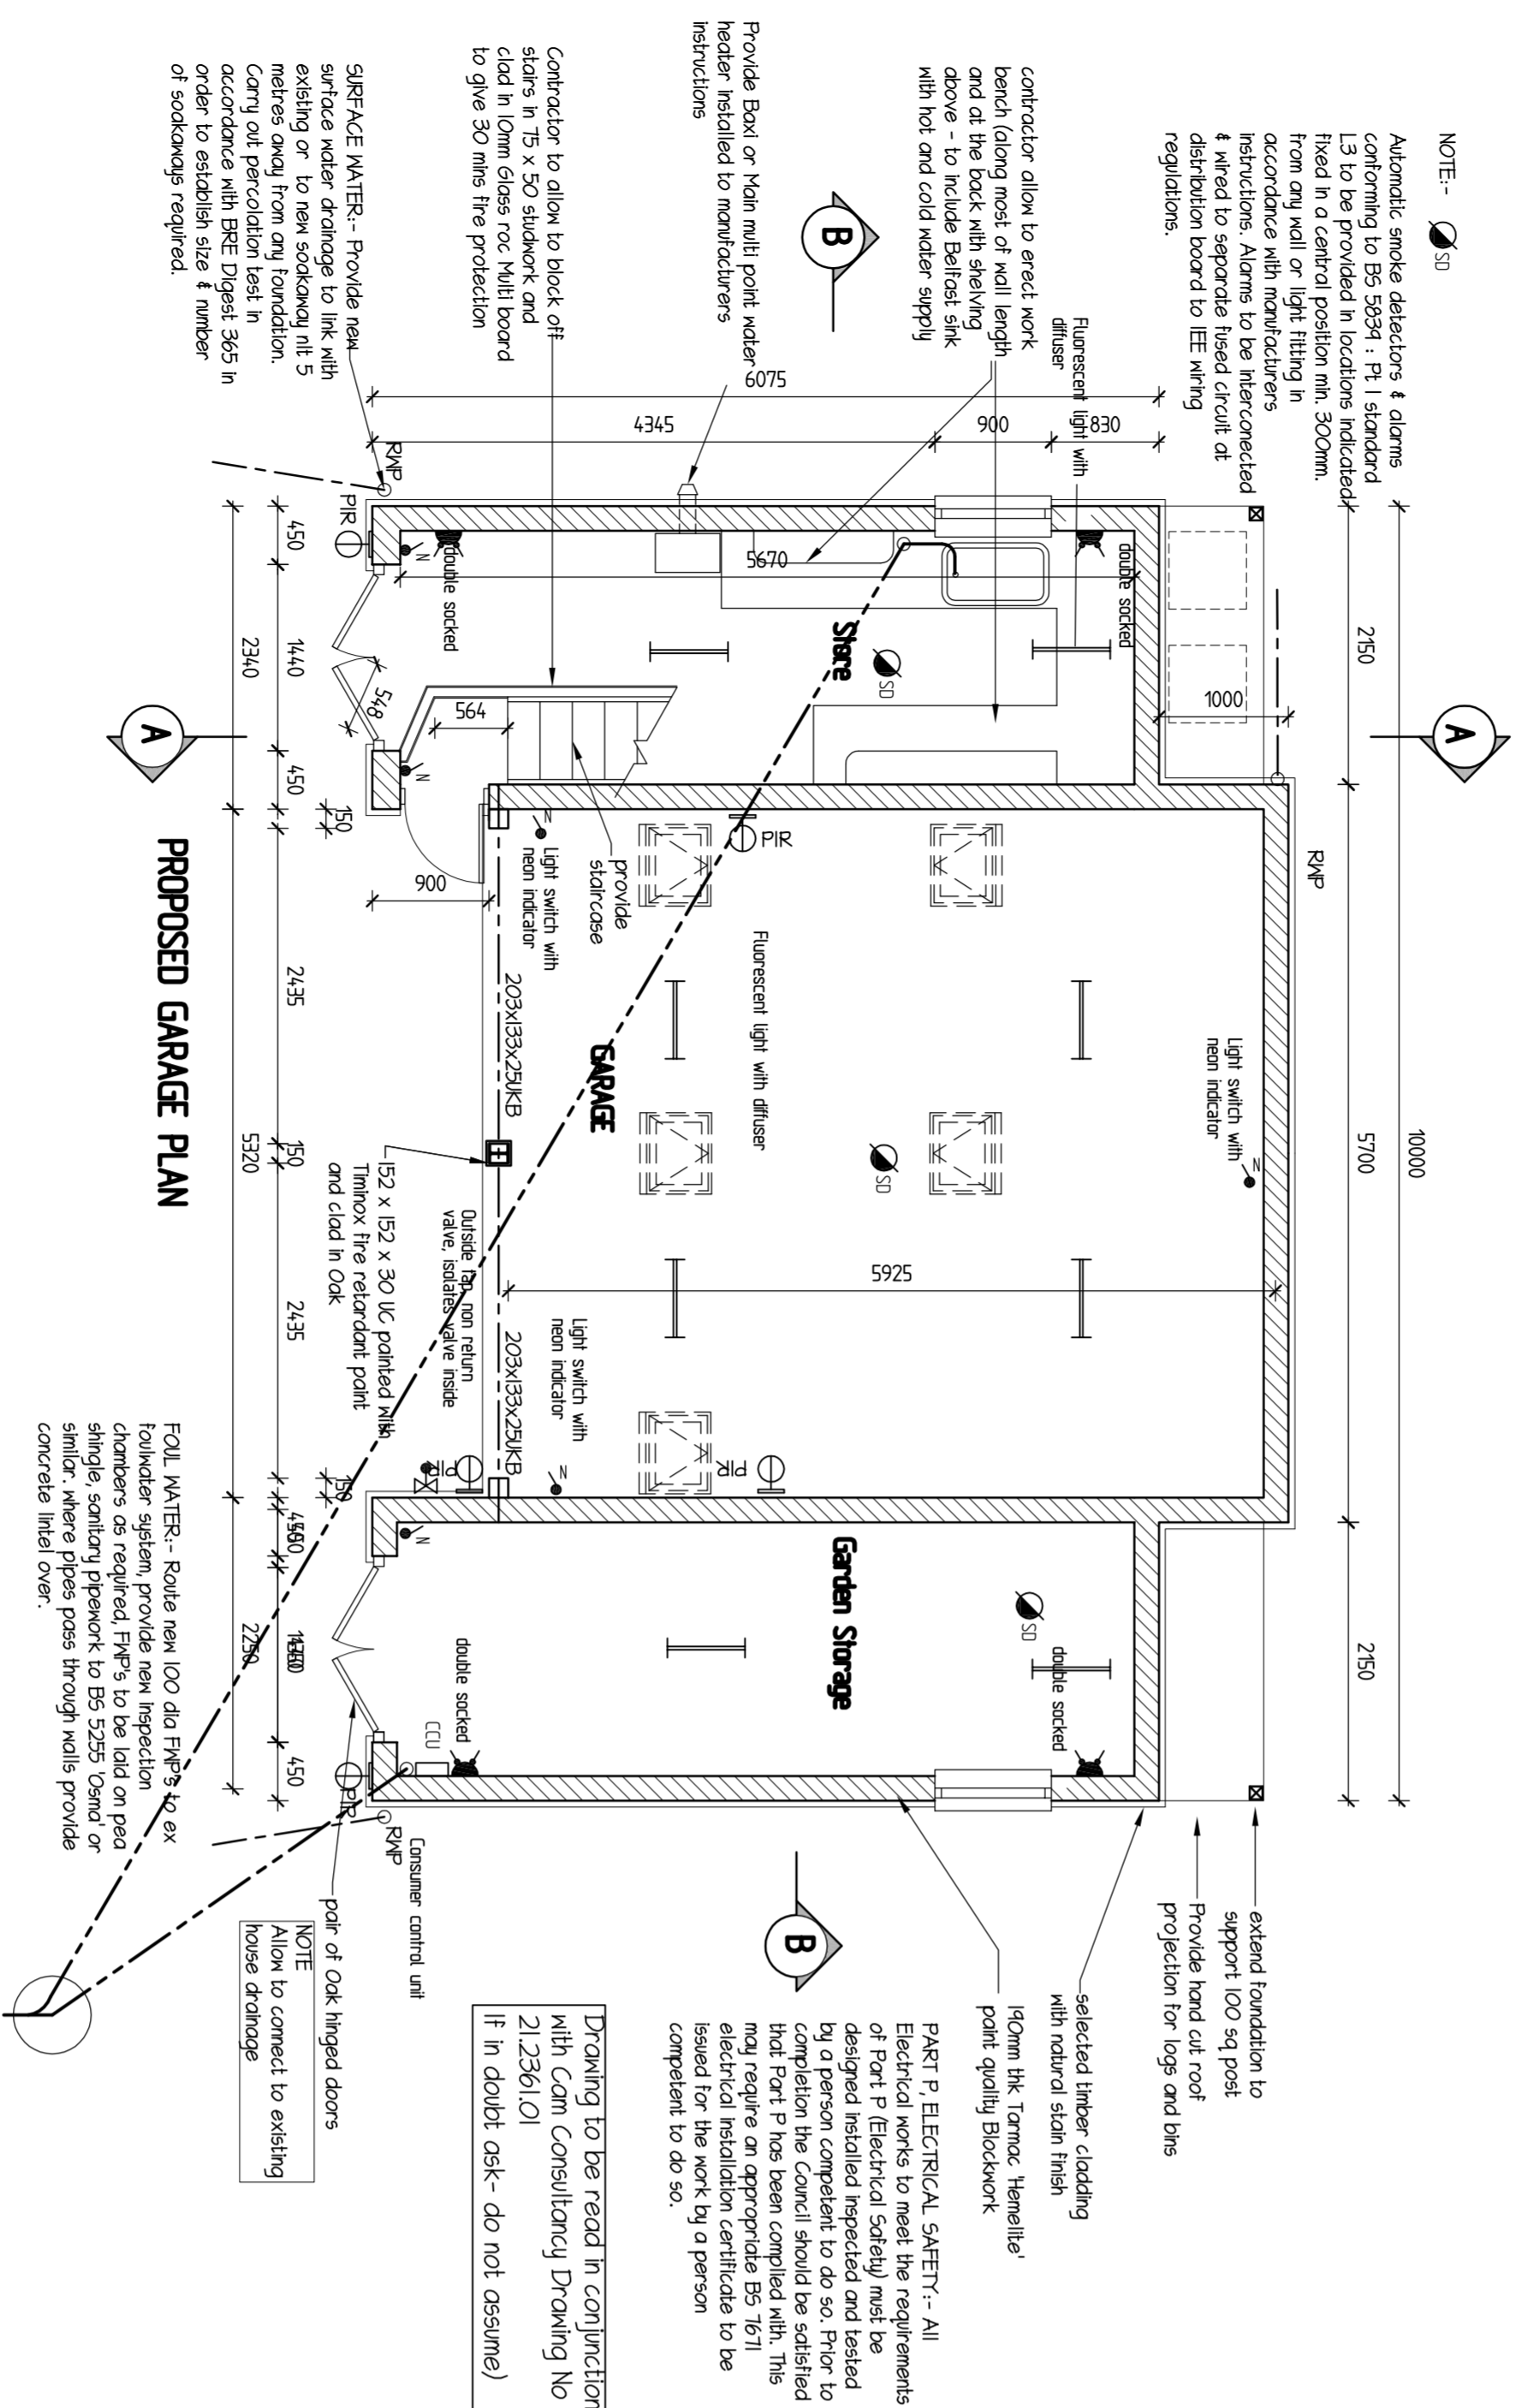 NOTE:-
SD
Automatic smoke detectors & alarms
conforming to BS 5839 : Pt 1 standard
L3 to be provided in locations indicated
fixed in a central position min. 300mm.
from any wall or light fitting in
accordance with manufacturers
instructions. Alarms to be interconected
& wired to separate fused circuit at
distribution board to IEE wiring
regulations.
contractor allow to erect work
bench (along most of wall length
and at the back with shelving
above - to include Belfast sink
with hot and cold water supply
Provide Baxi or Main multi point water
heater installed to manufacturers
instructions
Contractor to allow to block off
stairs in 75 x 50 studwork and
clad in 10mm Glass roc Multi board
to give 30 mins fire protection
SURFACE WATER:- Provide new
surface water drainage to link with
existing or to new soakaway nlt 5
metres away from any foundation.
Carry out percolation test in
accordance with BRE Digest 365 in
order to establish size & number
of soakaways required.
B
A
10000
2150
5700
2150
1000
RWP
Fluorescent light with
diffuser
6075
4345
900
830
double socked
double socked
5670
Store
SD
RWP
PIR
N
N
564
548
450
1440
450
150
2340
A
900
provide
staircase
PIR
N
Light switch with
neon indicator
Light switch with
neon indicator
N
Fluorescent light with diffuser
203x133x25UKB
GARAGE
SD
5925
2435
150
2435
150
5320
152 x 152 x 30 UC painted with
Timinox fire retardant paint
and clad in Oak
Outside tap, non return
valve, isolates valve inside
Light switch with
neon indicator
N
203x133x25UKB
PIR
PIR
N
Garden Storage
SD
double socked
double socked
CCU
450
450
2250
PIR
RWP
Consumer control unit
pair of Oak hinged doors
PROPOSED GARAGE PLAN
FOUL WATER:- Route new 100 dia FWP's to ex
foulwater system, provide new inspection
chambers as required, FWP's to be laid on pea
shingle, sanitary pipework to BS 5255 'Osma' or
similar. where pipes pass through walls provide
concrete lintel over.
NOTE
Allow to connect to existing
house drainage
B
extend foundation to
support 100 sq post
Provide hand cut roof
projection for logs and bins
selected timber cladding
with natural stain finish
190mm thk Tarmac 'Hemelite'
paint quality Blockwork
PART P, ELECTRICAL SAFETY:- All
Electrical works to meet the requirements
of Part P (Electrical Safety) must be
designed installed inspected and tested
by a person competent to do so. Prior to
completion the Council should be satisfied
that Part P has been complied with. This
may require an appropriate BS 7671
electrical installation certificate to be
issued for the work by a person
competent to do so.
Drawing to be read in conjunction
with Cam Consultancy Drawing No
21.2361.01
If in doubt ask- do not assume)